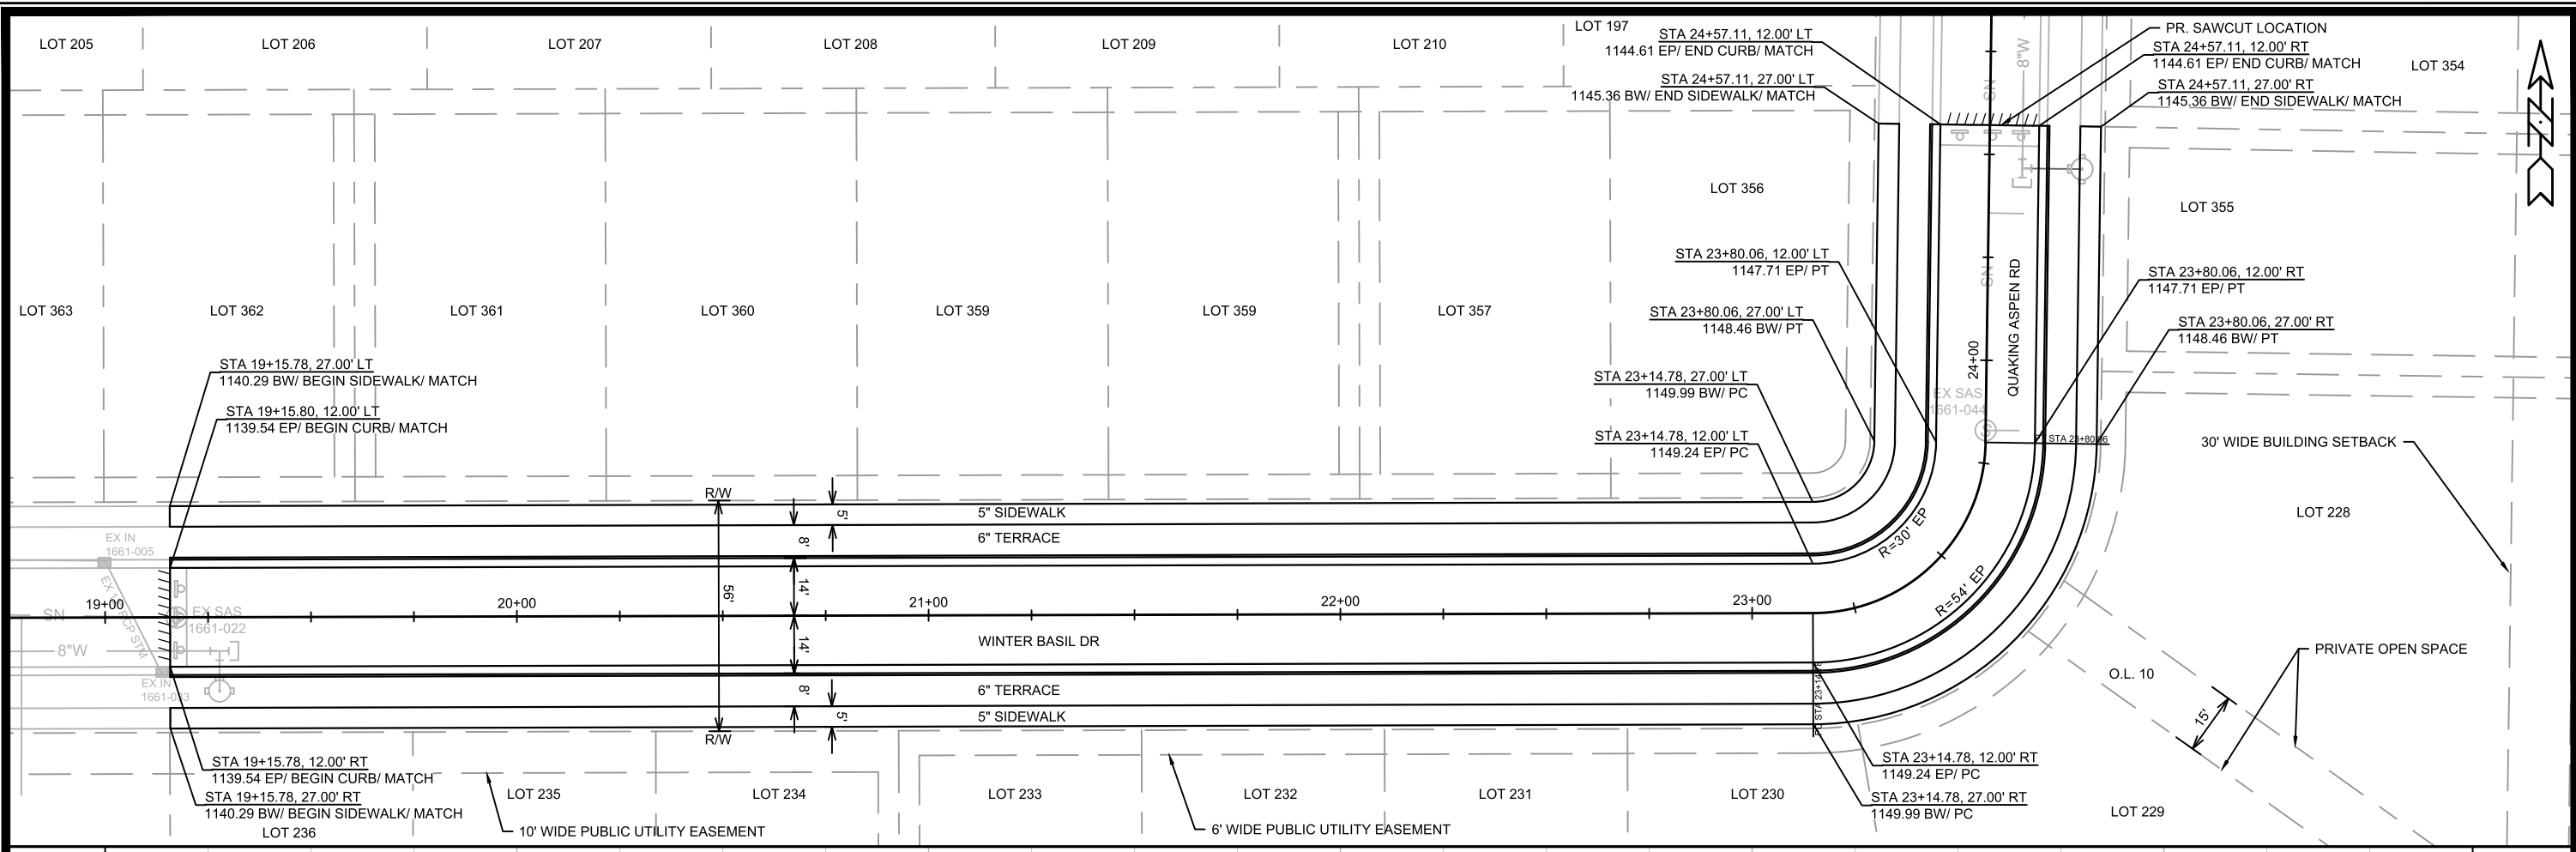 LOT 205
LOT 206
LOT 207
LOT 208
LOT 209
LOT 210
LOT 197
STA 24+57.11, 12.00' LT
1144.61 EP/ END CURB/ MATCH
STA 24+57.11, 27.00' LT
1145.36 BW/ END SIDEWALK/ MATCH
8"W
SN
PR. SAWCUT LOCATION
STA 24+57.11, 12.00' RT
1144.61 EP/ END CURB/ MATCH
STA 24+57.11, 27.00' RT
1145.36 BW/ END SIDEWALK/ MATCH
LOT 354
N
LOT 356
LOT 355
STA 23+80.06, 12.00' LT
1147.71 EP/ PT
STA 23+80.06, 27.00' LT
1148.46 BW/ PT
STA 23+14.78, 27.00' LT
1149.99 BW/ PC
STA 23+14.78, 12.00' LT
1149.24 EP/ PC
SN
24+00
QUAKING ASPEN RD
EX SAS
1661-044
S
STA 23+80.06
STA 23+80.06, 12.00' RT
1147.71 EP/ PT
STA 23+80.06, 27.00' RT
1148.46 BW/ PT
LOT 363
LOT 362
LOT 361
LOT 360
LOT 359
LOT 359
LOT 357
STA 19+15.78, 27.00' LT
1140.29 BW/ BEGIN SIDEWALK/ MATCH
STA 19+15.80, 12.00' LT
1139.54 EP/ BEGIN CURB/ MATCH
30' WIDE BUILDING SETBACK
LOT 228
R/W
5'
5" SIDEWALK
8'
6" TERRACE
EX IN
1661-005
R=30' EP
R=54' EP
14'
56'
19+00
20+00
21+00
22+00
23+00
SN
EX SAS
1661-022
8"W
14'
WINTER BASIL DR
PRIVATE OPEN SPACE
O.L. 10
15'
EX IN
8'
6" TERRACE
5'
5" SIDEWALK
R/W
STA 19+15.78, 12.00' RT
1139.54 EP/ BEGIN CURB/ MATCH
STA 19+15.78, 27.00' RT
1140.29 BW/ BEGIN SIDEWALK/ MATCH
LOT 236
LOT 235
LOT 234
LOT 233
LOT 232
LOT 231
LOT 230
LOT 229
10' WIDE PUBLIC UTILITY EASEMENT
6' WIDE PUBLIC UTILITY EASEMENT
STA 23+14.78, 12.00' RT
1149.24 EP/ PC
STA 23+14.78, 27.00' RT
1149.99 BW/ PC